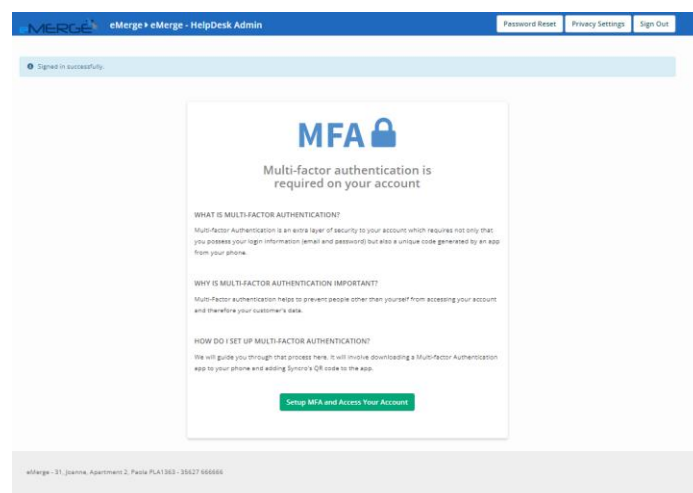 eMERGE
eMerge eMerge - HelpDesk Admin
Password Reset
Privacy Settings
Sign Out
Signed in successfully.
MFA
Multi-factor authentication is
required on your account
WHAT IS MULTI-FACTOR AUTHENTICATION?
Multi-factor Authentication is an extra layer of security to your account which requires not only that
you possess your login information (email and password) but also a unique code generated by an app
from your phone.
WHY IS MULTI-FACTOR AUTHENTICATION IMPORTANT?
Multi-Factor authentication helps to prevent people other than yourself from accessing your account
and therefore your customer's data.
HOW DO I SET UP MULTI-FACTOR AUTHENTICATION?
We will guide you through that process here. It will involve downloading a Multi-factor Authentication
app to your phone and adding Syncro's QR code to the app.
Setup MFA and Access Your Account
eMerge - 31, Joanne, Apartment 2, Paola PLA1363 - 35627 666666